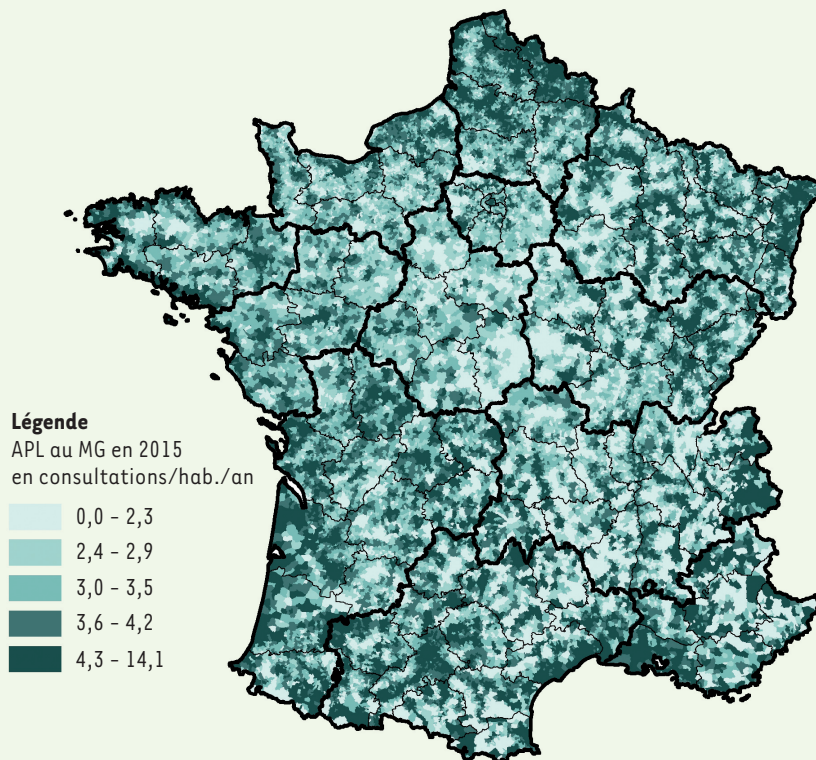 Légende
APL au MG en 2015
en consultations/hab./an
0,0 – 2,3
2,4 – 2,9
3,0 – 3,5
3,6 – 4,2
4,3 – 14,1